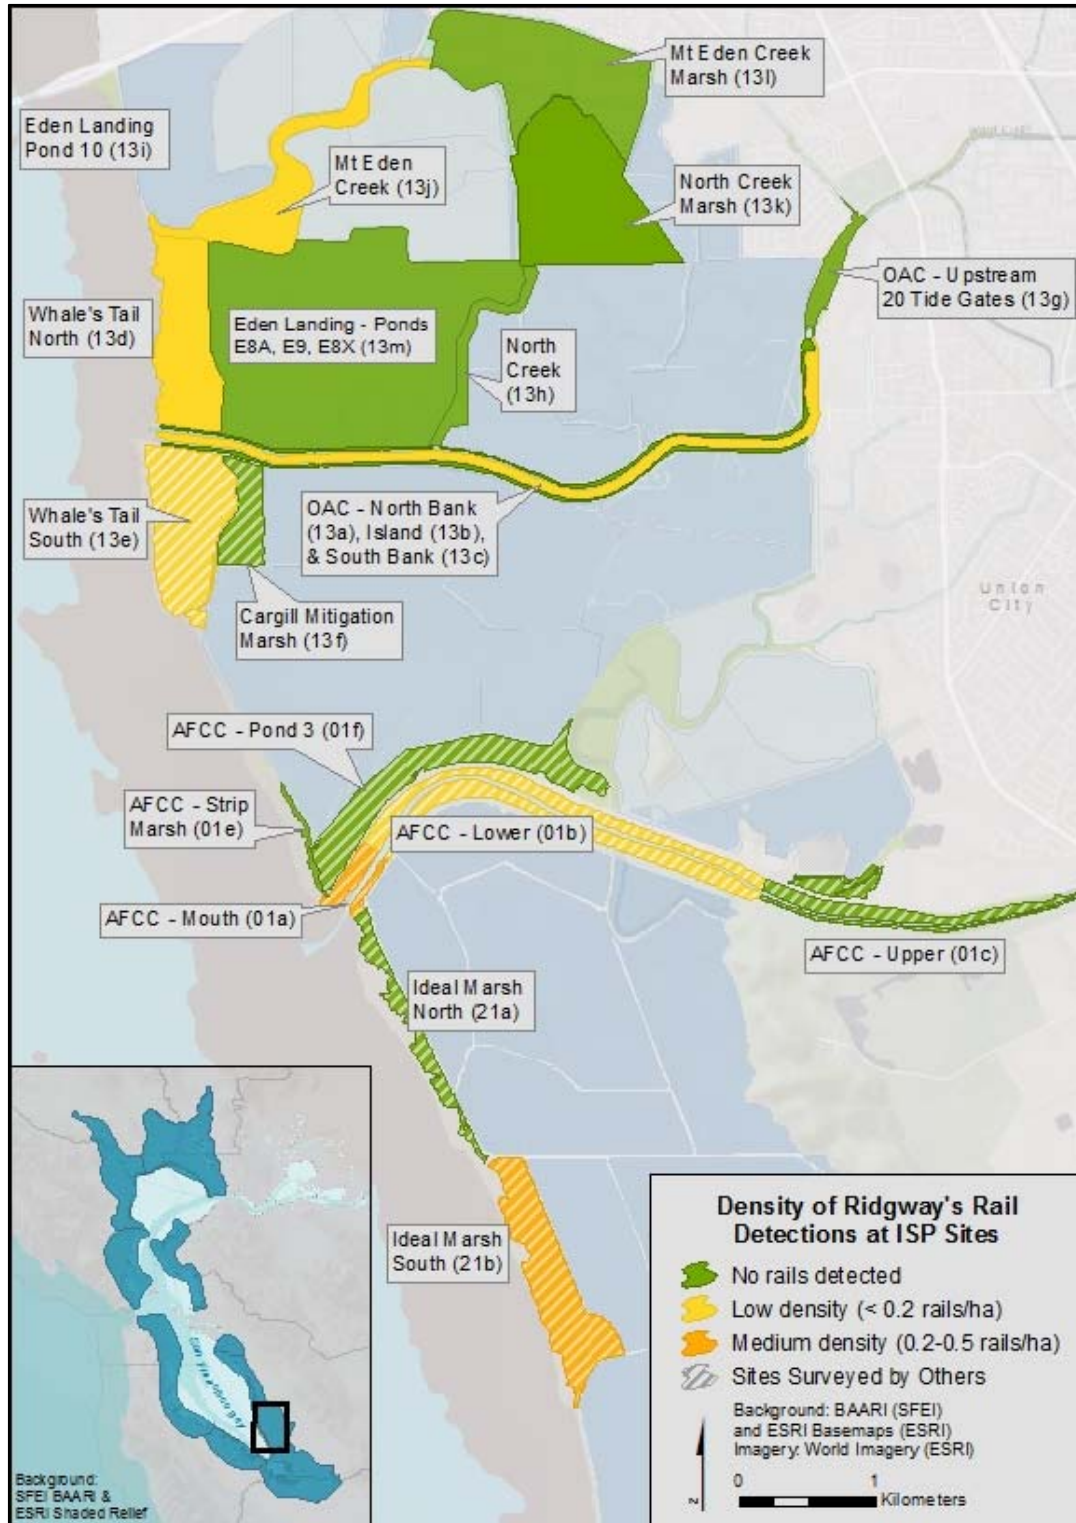 Mt Eden Creek
Marsh (13l)
Eden Landing
Pond 10 (13i)
Mt Eden
Creek (13j)
North Creek
Marsh (13k)
OAC - Upstream
20 Tide Gates (13g)
Whale's Tail
North (13d)
Eden Landing - Ponds
E8A, E9, E8X (13m)
North
Creek
(13h)
Whale's Tail
South (13e)
OAC - North Bank
(13a), Island (13b),
& South Bank (13c)
Union
City
Cargill Mitigation
Marsh (13f)
AFCC - Pond 3 (01f)
AFCC - Strip
Marsh (01e)
AFCC - Lower (01b)
AFCC - Mouth (01a)
AFCC - Upper (01c)
Ideal Marsh
North (21a)
Ideal Marsh
South (21b)
San Francisco Bay
Background:
SFEI BAARI &
ESRI Shaded Relief
Density of Ridgway's Rail
Detections at ISP Sites
No rails detected
Low density (< 0.2 rails/ha)
Medium density (0.2-0.5 rails/ha)
Sites Surveyed by Others
Background: BAARI (SFEI)
and ESRI Basemaps (ESRI)
Imagery: World Imagery (ESRI)
0 1
Kilometers
N